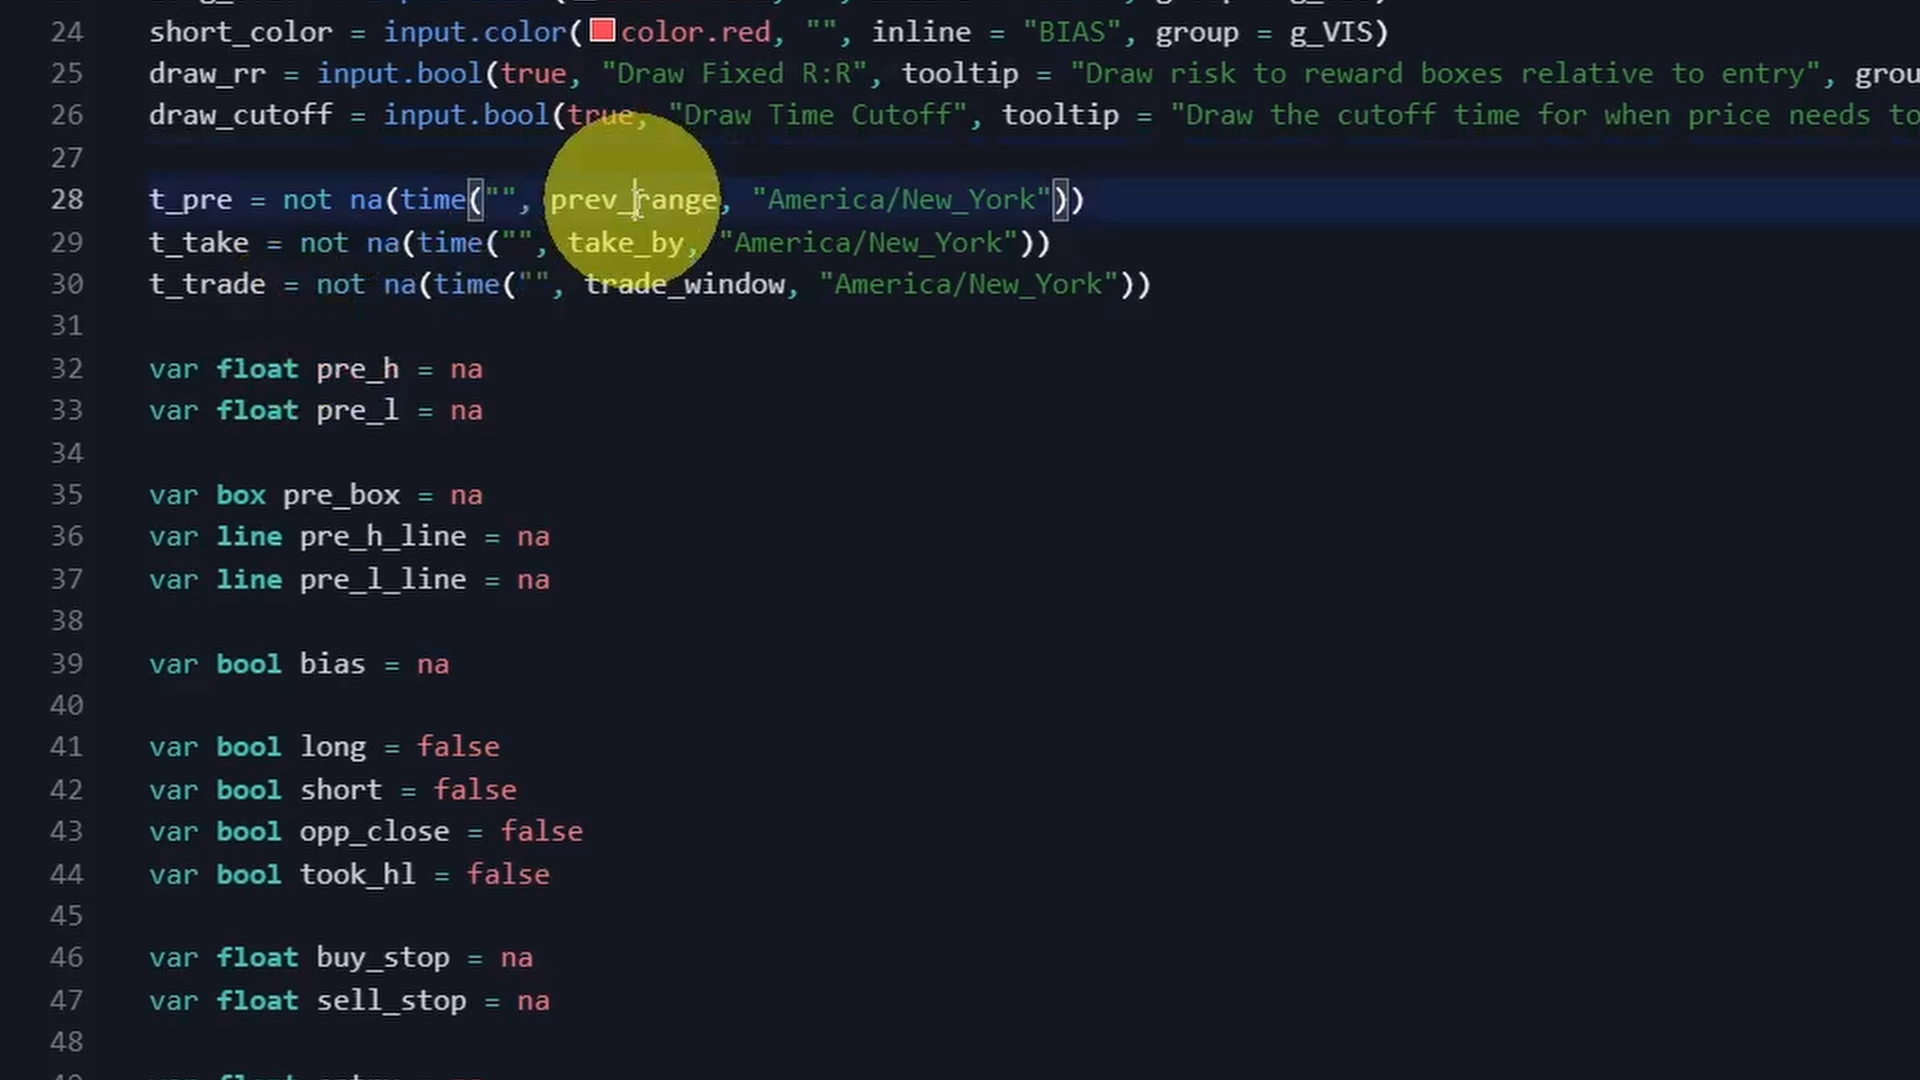 24 short_color = input.color(color.red, "", inline = "BIAS", group = g_VIS)
25 draw_rr = input.bool(true, "Draw Fixed R:R", tooltip = "Draw risk to reward boxes relative to entry", grou
26 draw_cutoff = input.bool(true, "Draw Time Cutoff", tooltip = "Draw the cutoff time for when price needs to
27
28 t_pre = not na(time("", prev_range, "America/New_York"))
29 t_take = not na(time("", take_by, "America/New_York"))
30 t_trade = not na(time("", trade_window, "America/New_York"))
31
32 var float pre_h = na
33 var float pre_l = na
34
35 var box pre_box = na
36 var line pre_h_line = na
37 var line pre_l_line = na
38
39 var bool bias = na
40
41 var bool long = false
42 var bool short = false
43 var bool opp_close = false
44 var bool took_hl = false
45
46 var float buy_stop = na
47 var float sell_stop = na
48